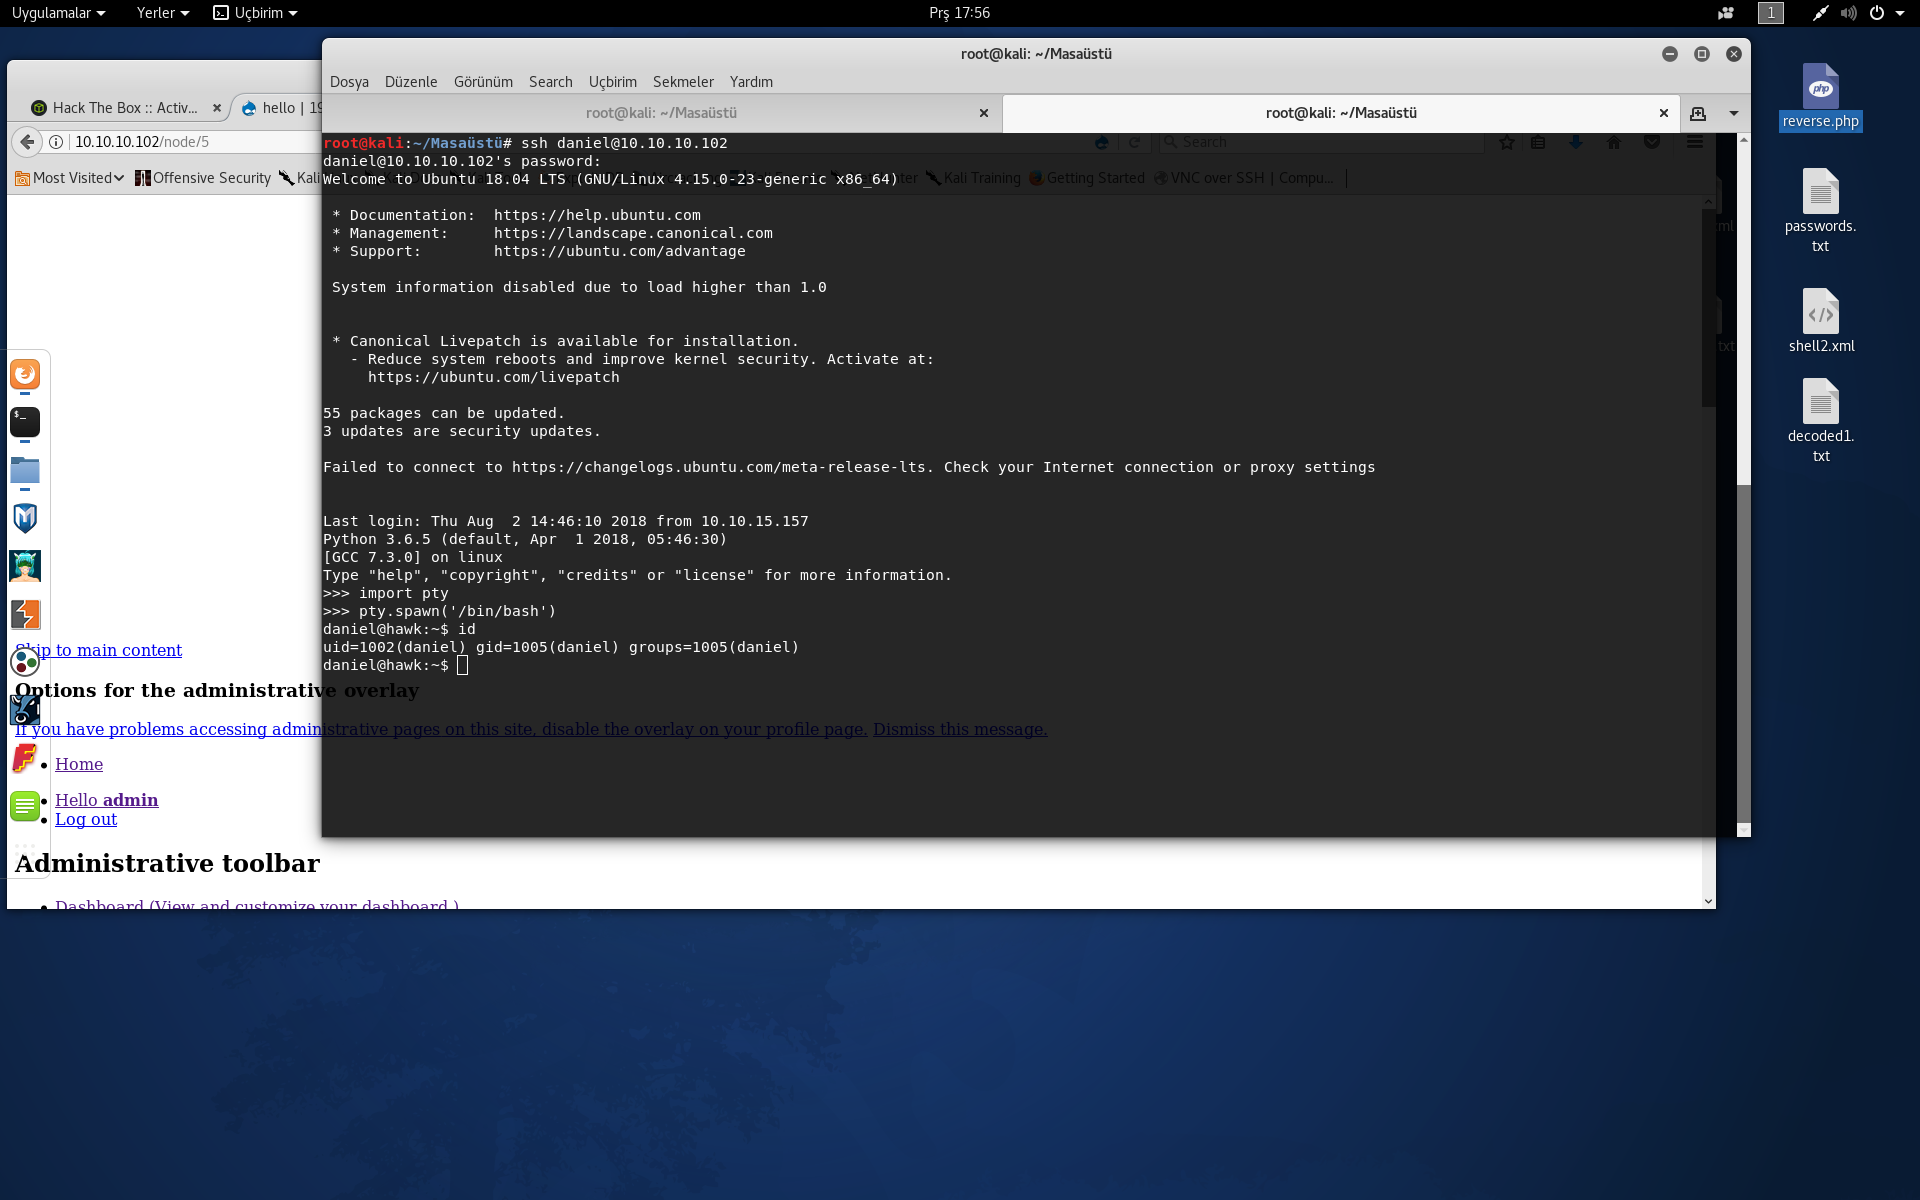 Uygulamalar Yerler Uçbirim Prş 17:56 1
root@kali: ~/Masaüstü
Dosya Düzenle Görünüm Search Uçbirim Sekmeler Yardım
Hack The Box :: Activ... hello | 19
root@kali: ~/Masaüstü root@kali: ~/Masaüstü
10.10.10.102/node/5 Search
Most Visited Offensive Security Kali Kali Training Getting Started VNC over SSH | Compu...
root@kali:~/Masaüstü# ssh daniel@10.10.10.102
daniel@10.10.10.102's password:
Welcome to Ubuntu 18.04 LTS (GNU/Linux 4.15.0-23-generic x86_64)
* Documentation: https://help.ubuntu.com
* Management: https://landscape.canonical.com
* Support: https://ubuntu.com/advantage
System information disabled due to load higher than 1.0
* Canonical Livepatch is available for installation.
- Reduce system reboots and improve kernel security. Activate at:
https://ubuntu.com/livepatch
55 packages can be updated.
3 updates are security updates.
Failed to connect to https://changelogs.ubuntu.com/meta-release-lts. Check your Internet connection or proxy settings
Last login: Thu Aug  2 14:46:10 2018 from 10.10.15.157
Python 3.6.5 (default, Apr  1 2018, 05:46:30)
[GCC 7.3.0] on linux
Type "help", "copyright", "credits" or "license" for more information.
>>> import pty
>>> pty.spawn('/bin/bash')
daniel@hawk:~$ id
uid=1002(daniel) gid=1005(daniel) groups=1005(daniel)
daniel@hawk:~$
Skip to main content
Options for the administrative overlay
If you have problems accessing administrative pages on this site, disable the overlay on your profile page. Dismiss this message.
Home
Hello admin
Log out
Administrative toolbar
Dashboard (View and customize your dashboard.)
reverse.php
passwords.
txt
shell2.xml
decoded1.
txt